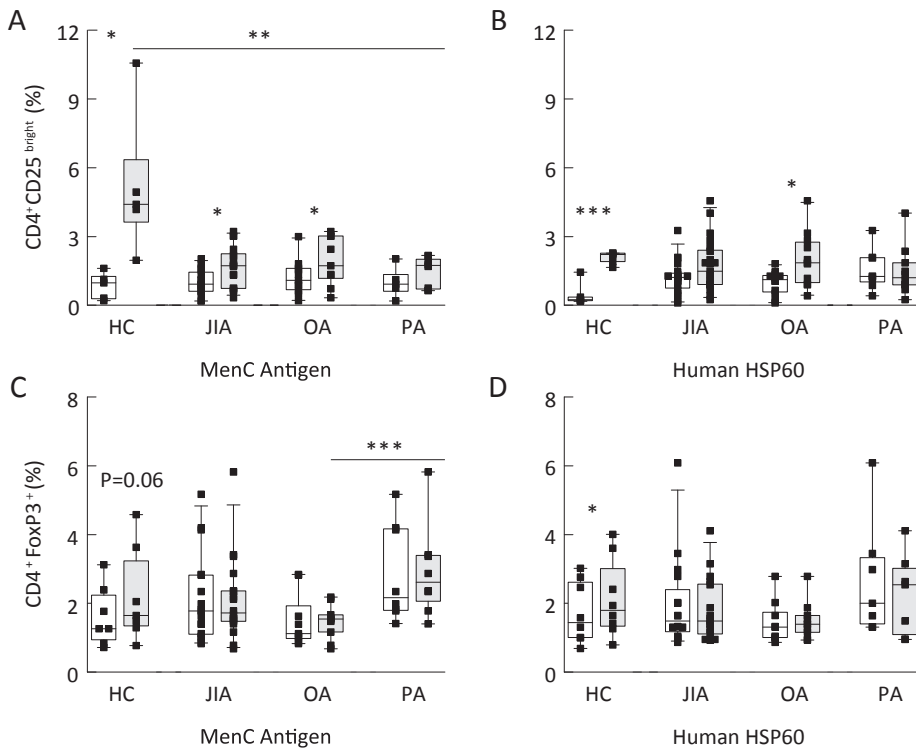 A
12
9
6
3
0
CD4⁺CD25 ᵇʳⁱᵍʰᵗ (%)
*
**
*
*
HC JIA OA PA
MenC Antigen
B
12
9
6
3
0
***
*
HC JIA OA PA
Human HSP60
C
8
6
4
2
0
CD4⁺ FoxP3⁺ (%)
P=0.06
***
HC JIA OA PA
MenC Antigen
D
8
6
4
2
0
*
HC JIA OA PA
Human HSP60